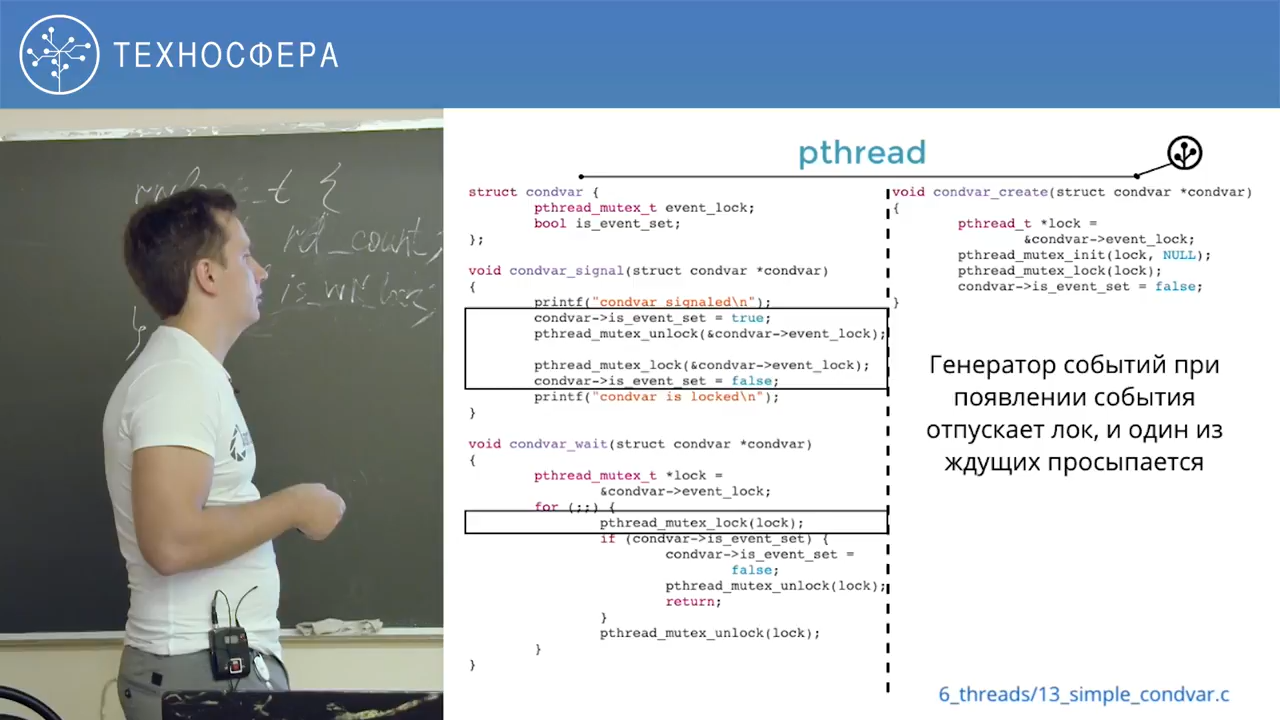 ТЕХНОСФЕРА
_t {
rd_count;
pthread
struct condvar {
pthread_mutex_t event_lock;
bool is_event_set;
};
void condvar_signal(struct condvar *condvar)
{
printf("condvar signaled\n");
condvar->is_event_set = true;
pthread_mutex_unlock(&condvar->event_lock);
pthread_mutex_lock(&condvar->event_lock);
condvar->is_event_set = false;
printf("condvar is locked\n");
}
void condvar_wait(struct condvar *condvar)
{
pthread_mutex_t *lock =
&condvar->event_lock;
for (;;) {
pthread_mutex_lock(lock);
if (condvar->is_event_set) {
condvar->is_event_set =
false;
pthread_mutex_unlock(lock);
return;
}
pthread_mutex_unlock(lock);
}
}
void condvar_create(struct condvar *condvar)
{
pthread_t *lock =
&condvar->event_lock;
pthread_mutex_init(lock, NULL);
pthread_mutex_lock(lock);
condvar->is_event_set = false;
}
Генератор событий при
появлении события
отпускает лок, и один из
ждущих просыпается
6_threads/13_simple_condvar.c